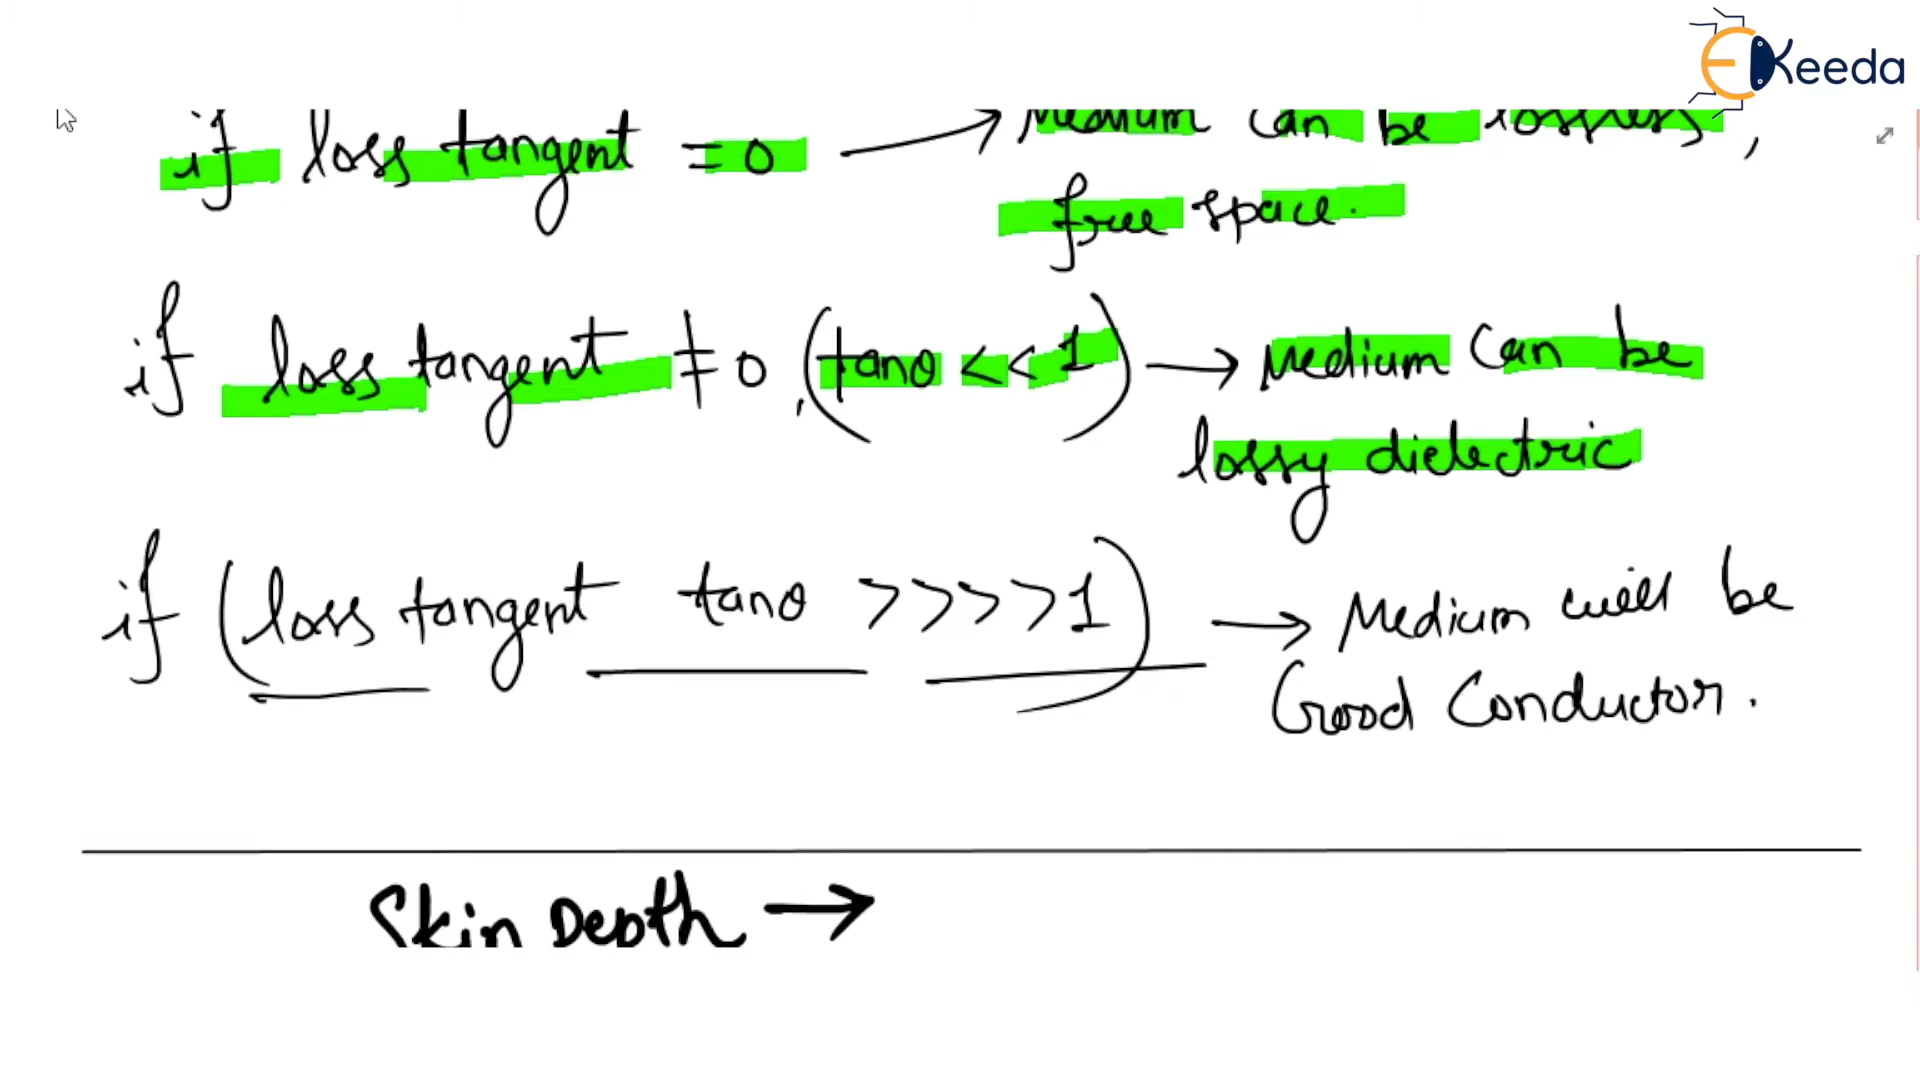 EKeeda
if loss tangent = 0 → Medium can be lossless,
free space.
if loss tangent ≠ 0, (tanθ << 1) → Medium can be
lossy dielectric
if (loss tangent tanθ >>>>1) → Medium will be
Good Conductor.
Skin Depth →